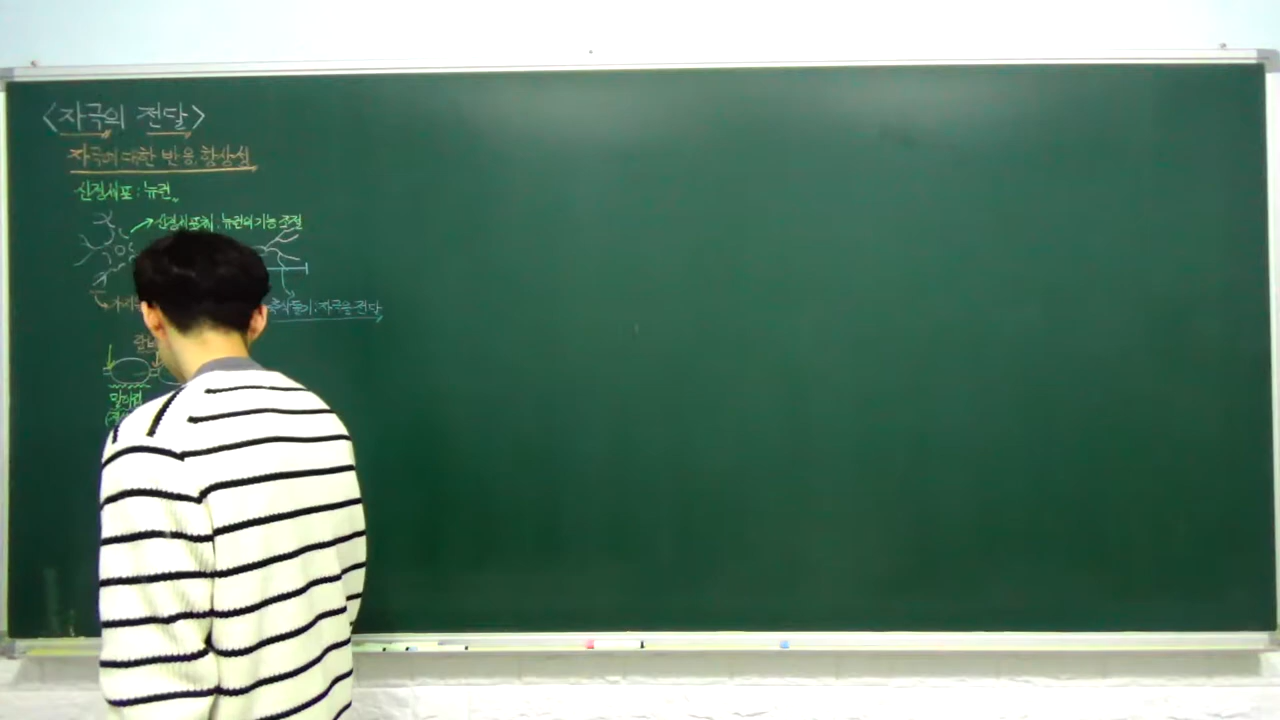 <자극의 전달>
자극에 대한 반응, 항상성
신경세포 : 뉴런
신경세포체 : 뉴런의 기능 조절
축삭돌기 : 자극을 전달
말이집